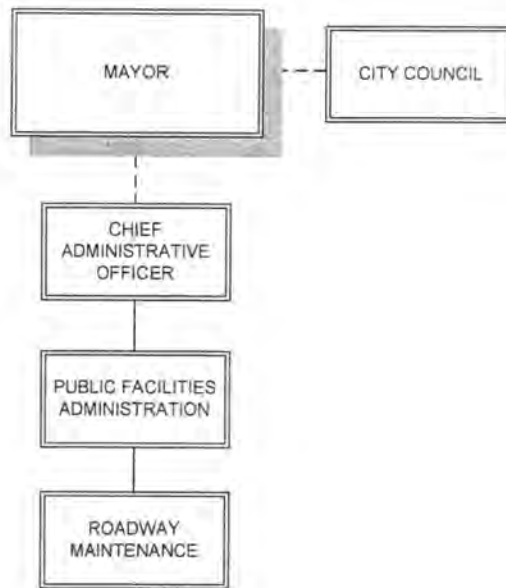 MAYOR
CITY COUNCIL
CHIEF
ADMINISTRATIVE
OFFICER
PUBLIC FACILITIES
ADMINISTRATION
ROADWAY
MAINTENANCE